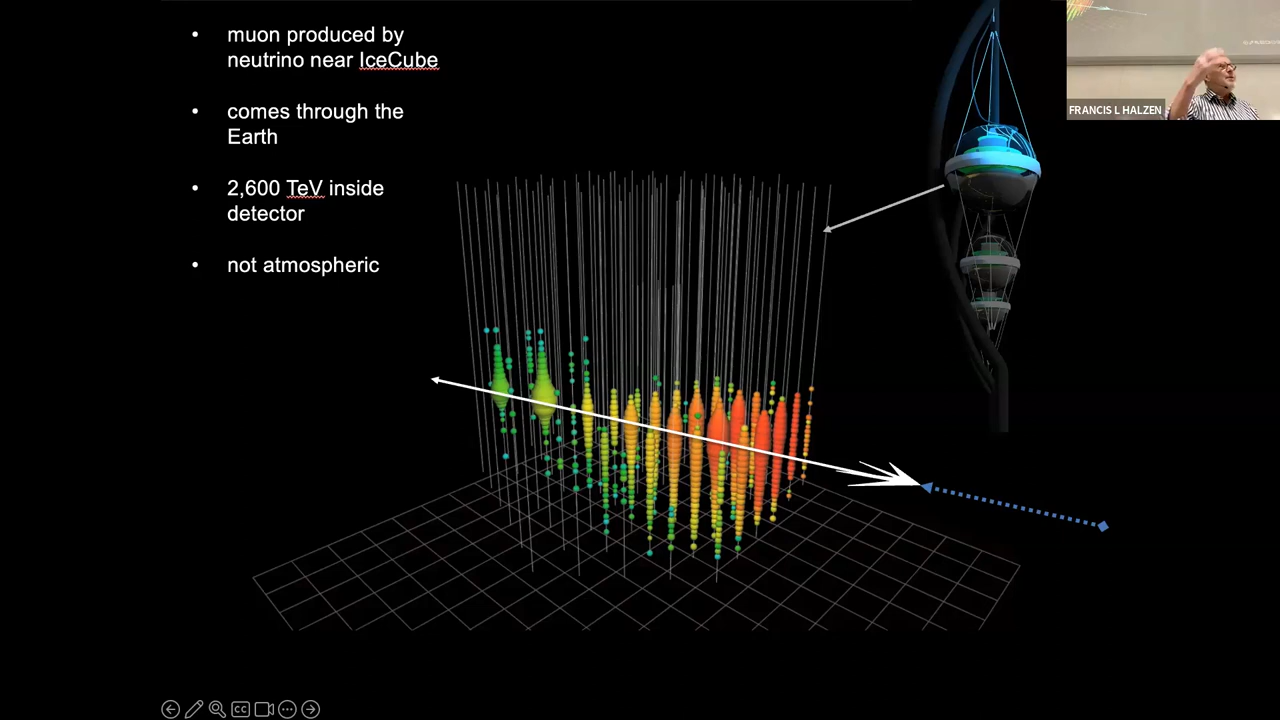 muon produced by
neutrino near IceCube
comes through the
Earth
2,600 TeV inside
detector
not atmospheric
FRANCIS L HALZEN
CC